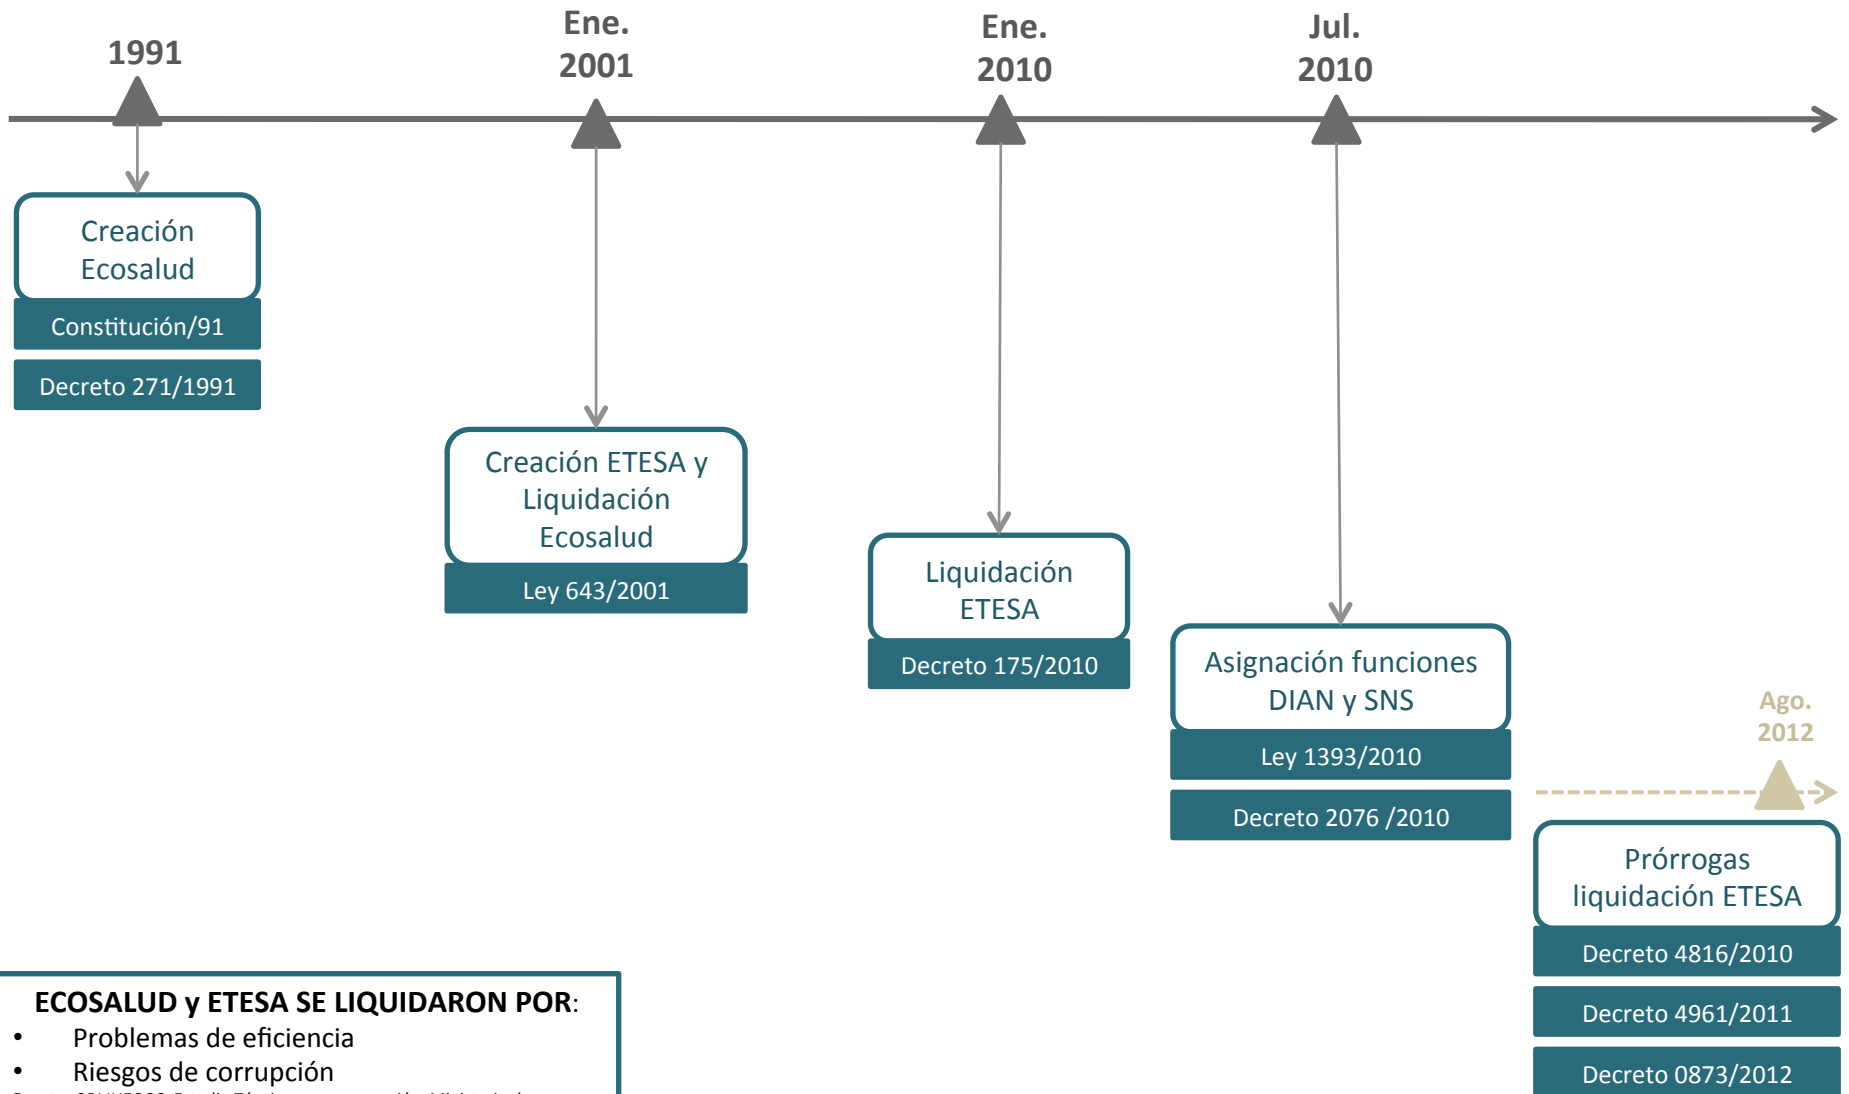 1991
Ene.
2001
Ene.
2010
Jul.
2010
Creación
Ecosalud
Constitución/91
Decreto 271/1991
Creación ETESA y
Liquidación
Ecosalud
Ley 643/2001
Liquidación
ETESA
Decreto 175/2010
Asignación funciones
DIAN y SNS
Ley 1393/2010
Decreto 2076 /2010
Ago.
2012
Prórrogas
liquidación ETESA
Decreto 4816/2010
Decreto 4961/2011
Decreto 0873/2012
ECOSALUD y ETESA SE LIQUIDARON POR:
• Problemas de eficiencia
• Riesgos de corrupción